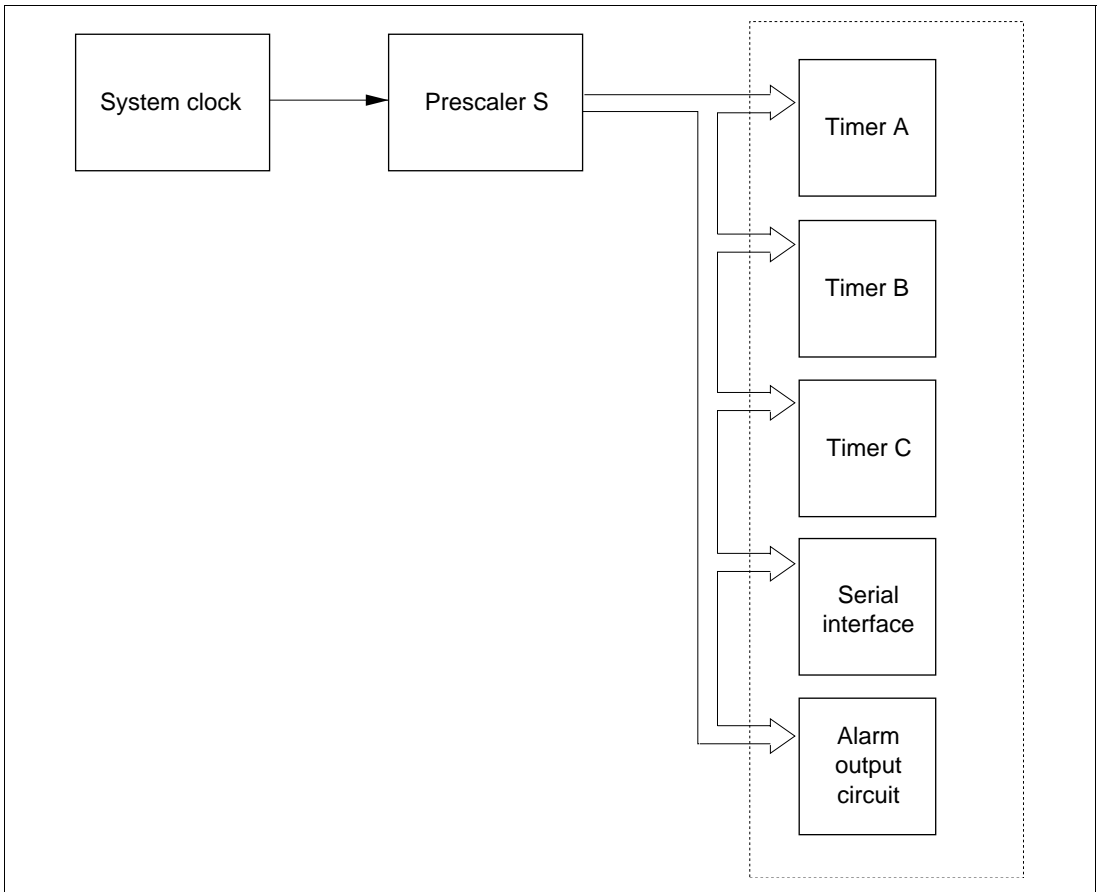 System clock
Prescaler S
Timer A
Timer B
Timer C
Serial
interface
Alarm
output
circuit